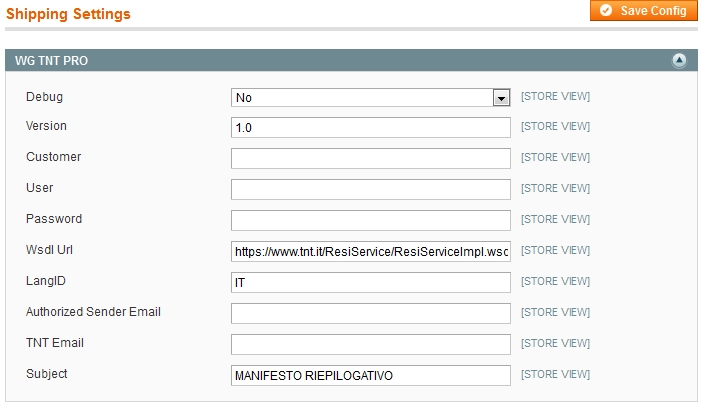 Shipping Settings
Save Config
WG TNT PRO
Debug No [STORE VIEW]
Version 1.0 [STORE VIEW]
Customer [STORE VIEW]
User [STORE VIEW]
Password [STORE VIEW]
Wsdl Url https://www.tnt.it/ResiService/ResiServiceImpl.wsc [STORE VIEW]
LangID IT [STORE VIEW]
Authorized Sender Email [STORE VIEW]
TNT Email [STORE VIEW]
Subject MANIFESTO RIEPILOGATIVO [STORE VIEW]